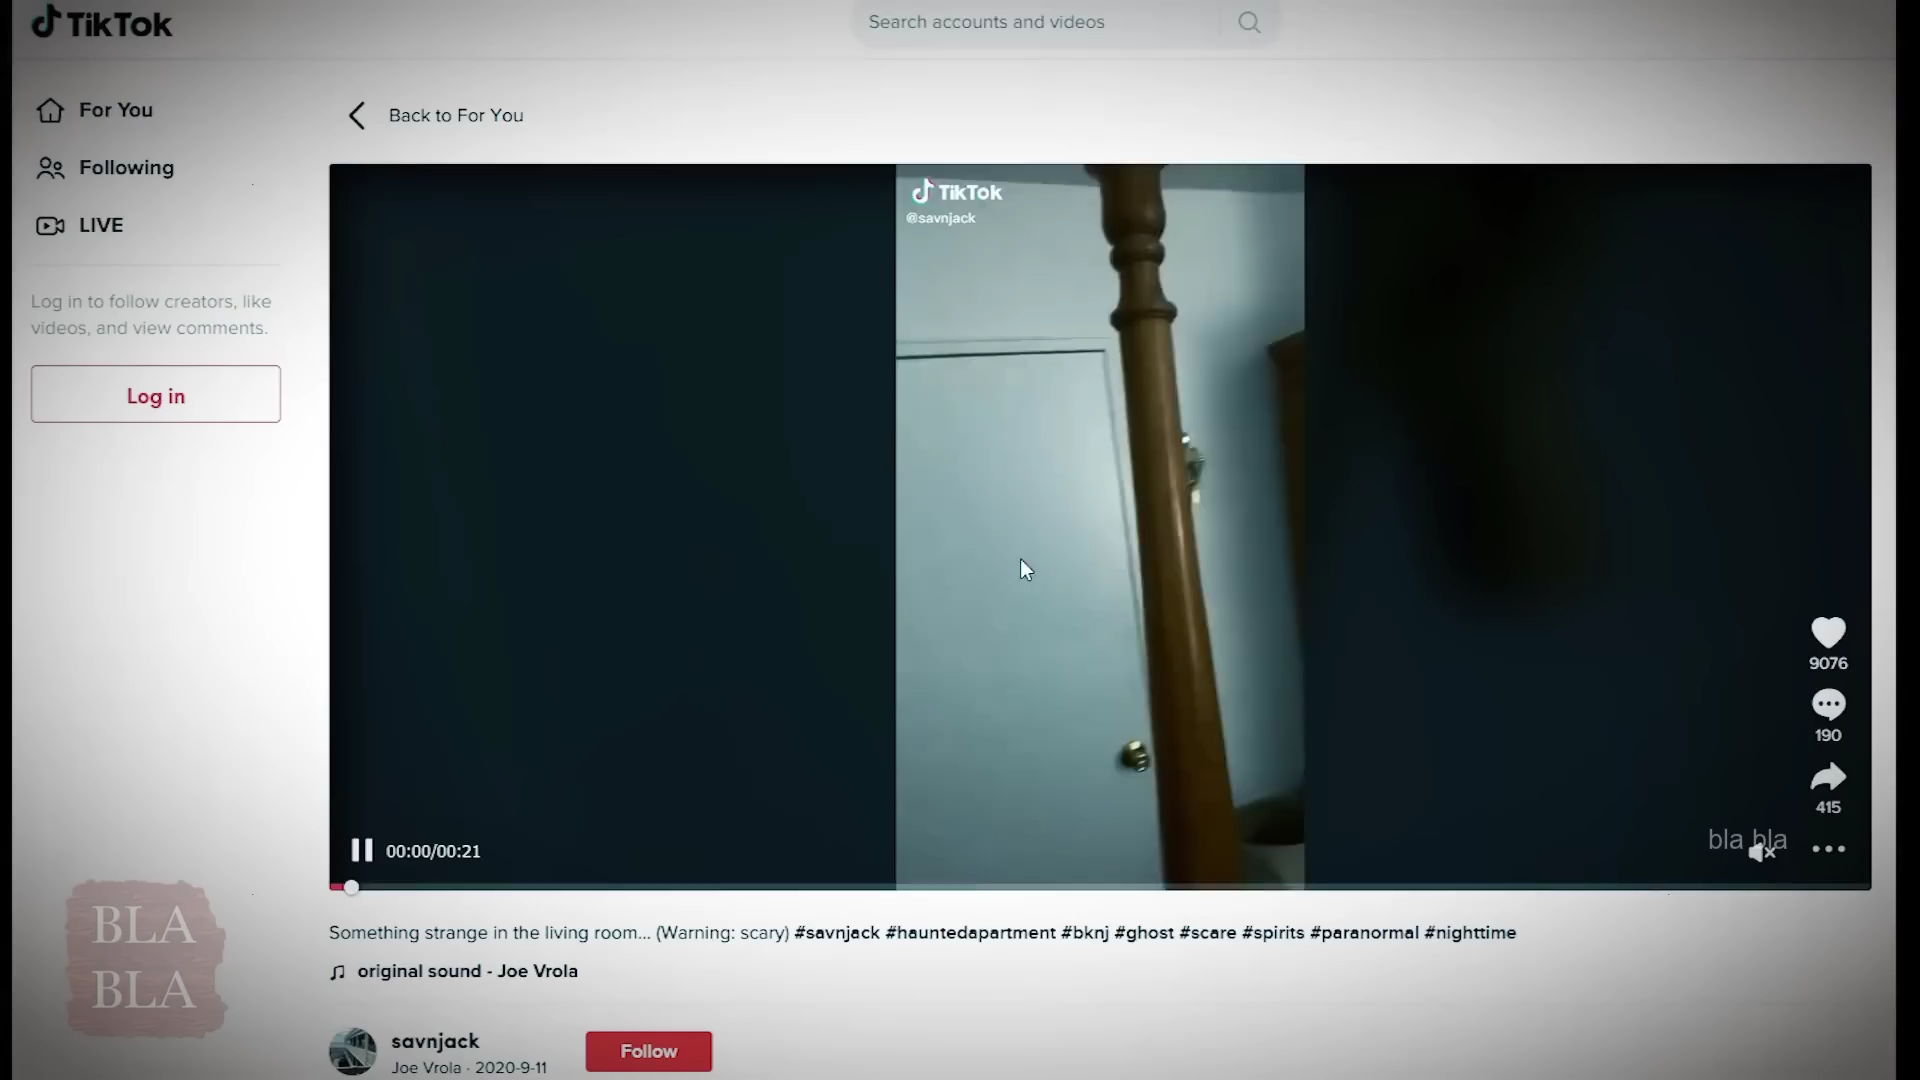 TikTok
Search accounts and videos
For You
Following
LIVE
Log in to follow creators, like
videos, and view comments.
Log in
Back to For You
TikTok
@savnjack
9076
190
415
bla bla
00:00/00:21
Something strange in the living room... (Warning: scary) #savnjack #hauntedapartment #bknj #ghost #scare #spirits #paranormal #nighttime
original sound - Joe Vrola
savnjack
Joe Vrola · 2020-9-11
Follow
BLA
BLA